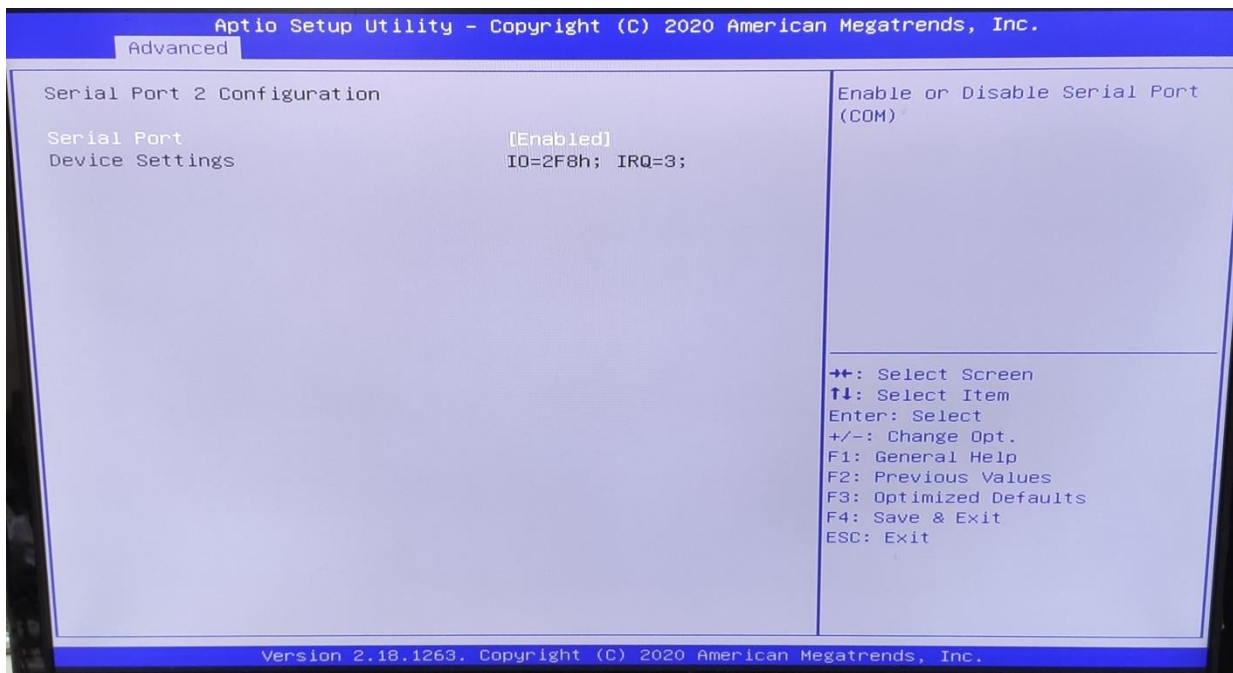 Aptio Setup Utility – Copyright (C) 2020 American Megatrends, Inc.
Advanced
Serial Port 2 Configuration
Serial Port [Enabled]
Device Settings IO=2F8h; IRQ=3;
Enable or Disable Serial Port
(COM)
→←: Select Screen
↑↓: Select Item
Enter: Select
+/-: Change Opt.
F1: General Help
F2: Previous Values
F3: Optimized Defaults
F4: Save & Exit
ESC: Exit
Version 2.18.1263. Copyright (C) 2020 American Megatrends, Inc.